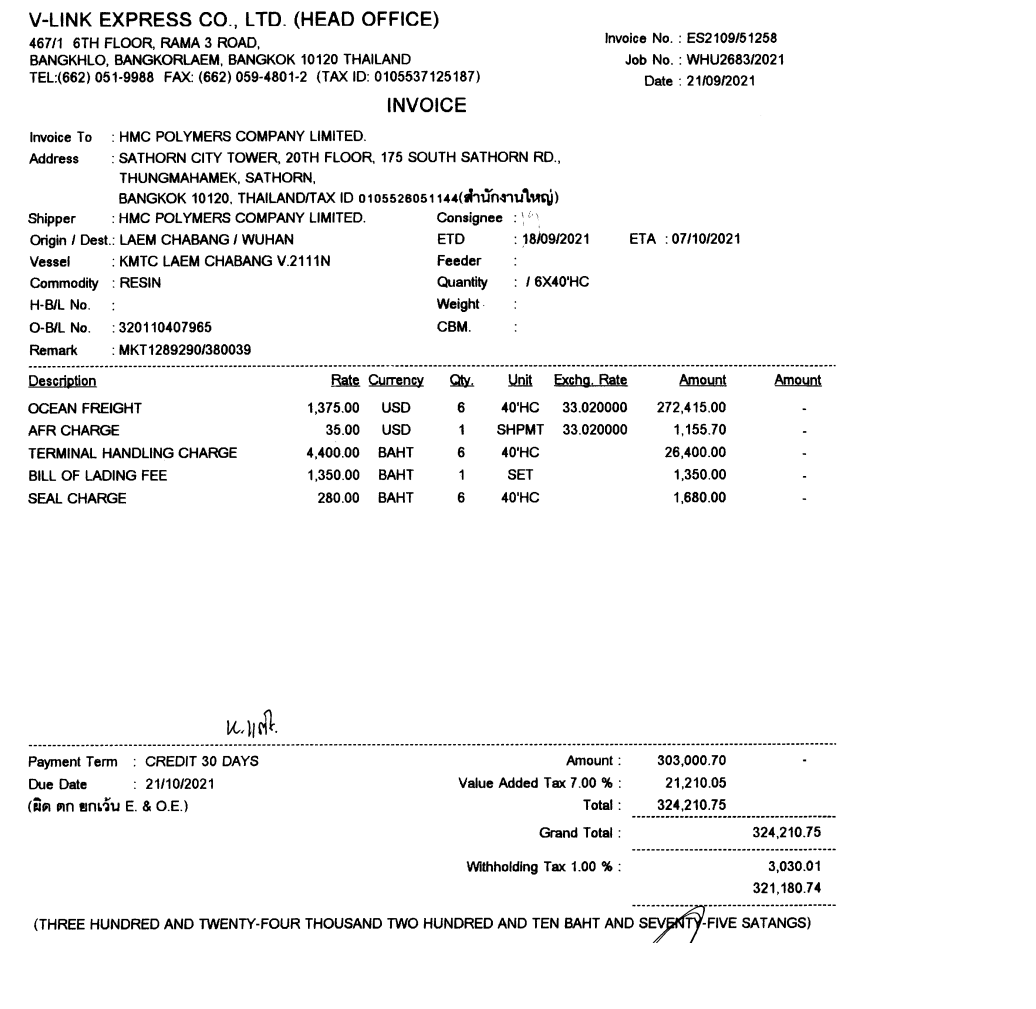 V-LINK EXPRESS CO., LTD. (HEAD OFFICE)
467/1 6TH FLOOR, RAMA 3 ROAD,
BANGKHLO, BANGKORLAEM, BANGKOK 10120 THAILAND
TEL:(662) 051-9988 FAX: (662) 059-4801-2 (TAX ID: 0105537125187)
Invoice No. : ES2109/51258
Job No. : WHU2683/2021
Date : 21/09/2021
INVOICE
Invoice To : HMC POLYMERS COMPANY LIMITED.
Address : SATHORN CITY TOWER, 20TH FLOOR, 175 SOUTH SATHORN RD.,
THUNGMAHAMEK, SATHORN,
BANGKOK 10120, THAILAND/TAX ID 0105528051144(สำนักงานใหญ่)
Shipper : HMC POLYMERS COMPANY LIMITED. Consignee :
Origin / Dest.: LAEM CHABANG / WUHAN ETD : 18/09/2021 ETA : 07/10/2021
Vessel : KMTC LAEM CHABANG V.2111N Feeder :
Commodity : RESIN Quantity : / 6X40'HC
H-B/L No. : Weight :
O-B/L No. : 320110407965 CBM. :
Remark : MKT1289290/380039
Description Rate Currency Qty. Unit Exchg. Rate Amount Amount
OCEAN FREIGHT 1,375.00 USD 6 40'HC 33.020000 272,415.00 -
AFR CHARGE 35.00 USD 1 SHPMT 33.020000 1,155.70 -
TERMINAL HANDLING CHARGE 4,400.00 BAHT 6 40'HC 26,400.00 -
BILL OF LADING FEE 1,350.00 BAHT 1 SET 1,350.00 -
SEAL CHARGE 280.00 BAHT 6 40'HC 1,680.00 -
Payment Term : CREDIT 30 DAYS Amount : 303,000.70 -
Due Date : 21/10/2021 Value Added Tax 7.00 % : 21,210.05
(ผิด ตก ยกเว้น E. & O.E.) Total : 324,210.75
Grand Total : 324,210.75
Withholding Tax 1.00 % : 3,030.01
321,180.74
(THREE HUNDRED AND TWENTY-FOUR THOUSAND TWO HUNDRED AND TEN BAHT AND SEVENTY-FIVE SATANGS)